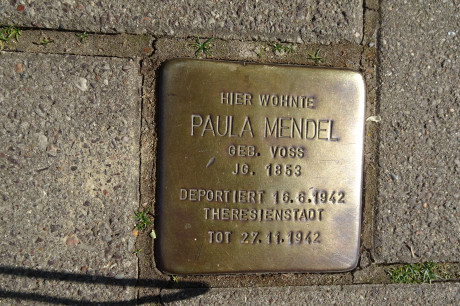 HIER WOHNTE
PAULA MENDEL
GEB. VOSS
JG. 1853
DEPORTIERT 16.6.1942
THERESIENSTADT
TOT 27.11.1942